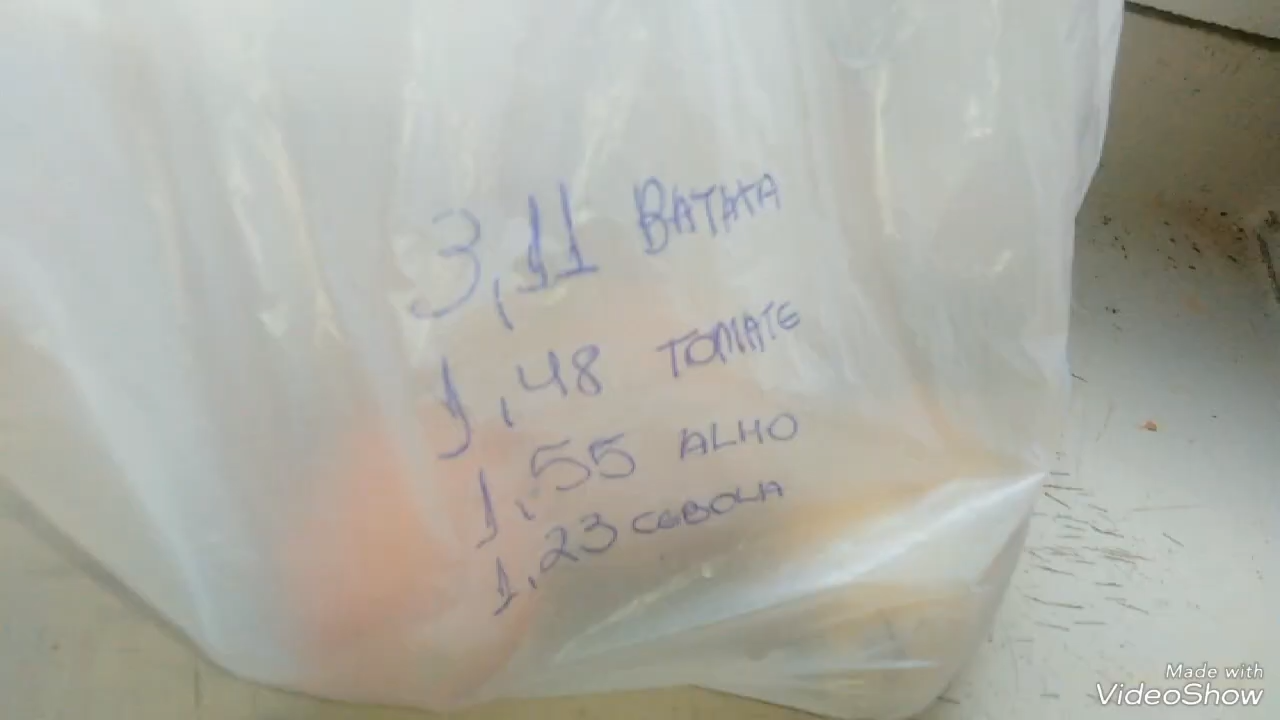 3,11 BATATA
1,48 TOMATE
1,55 ALHO
1,23 CEBOLA
Made with
VideoShow